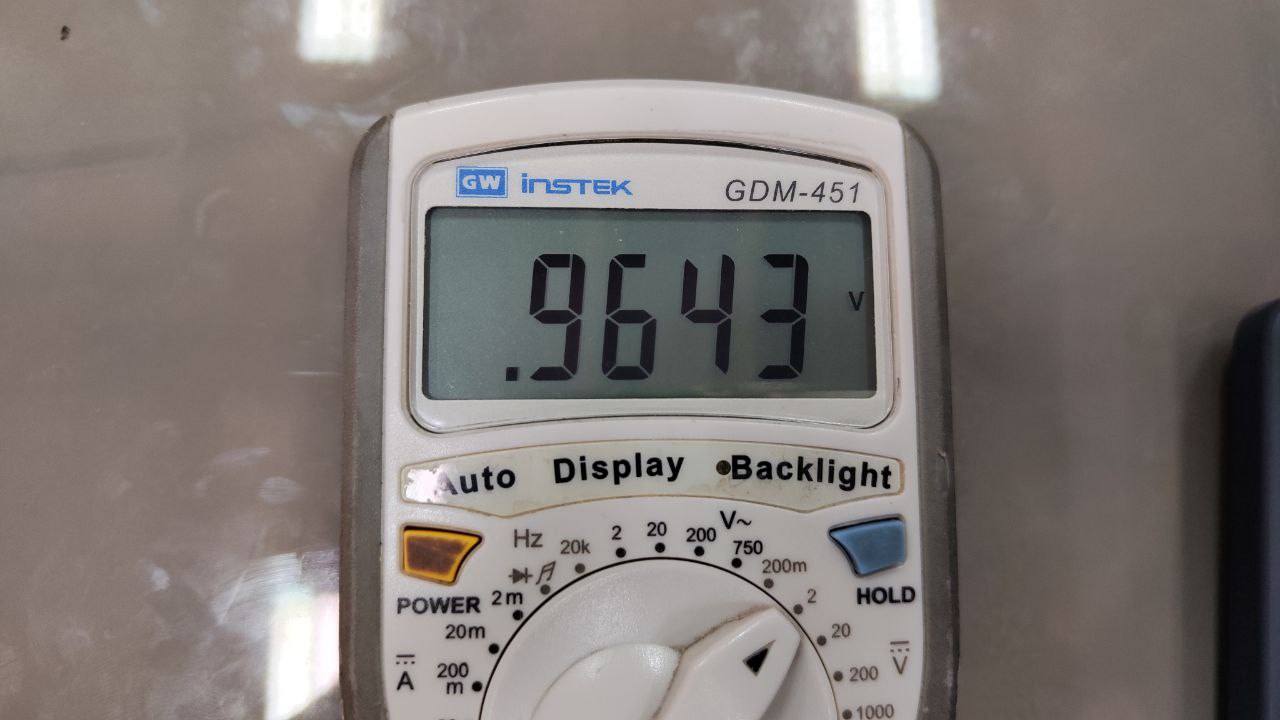 GW INSTEK GDM-451
.9643 V
Auto Display Backlight
Hz 20k 2 20 200 V~ 750 200m 2 20 200 1000
POWER
HOLD
2m
20m
200
m
A
V